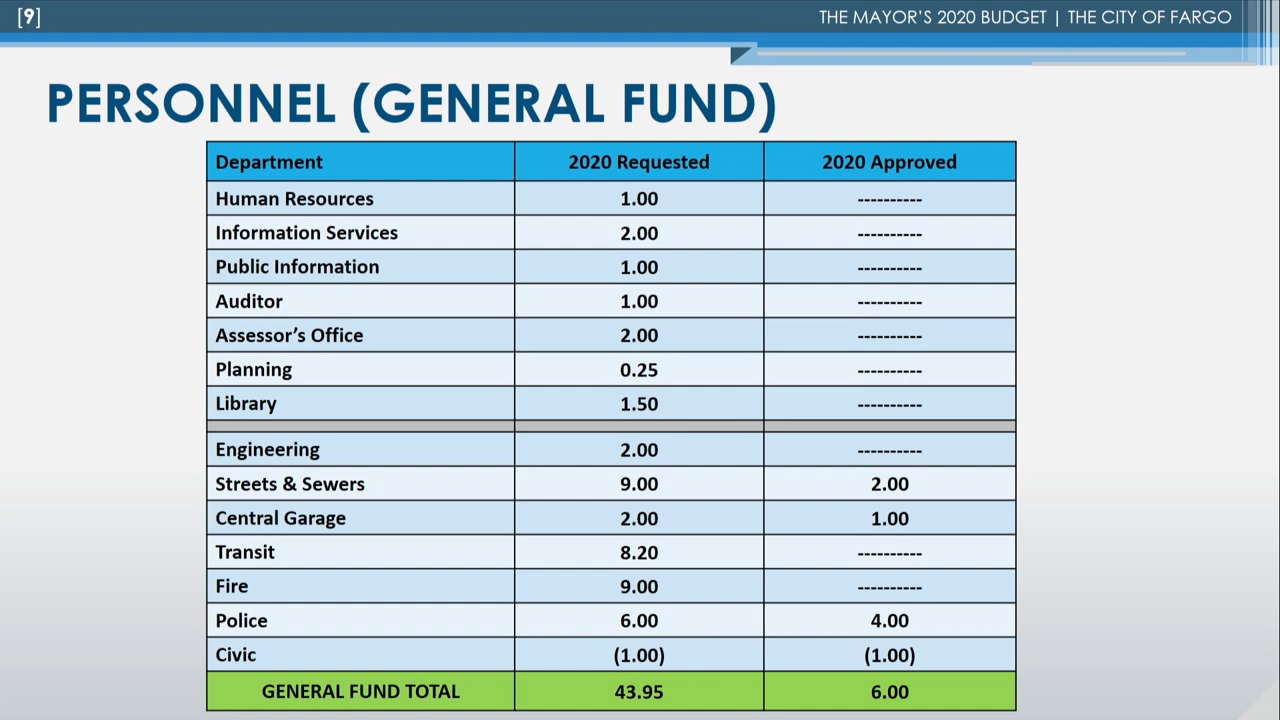 [9]
THE MAYOR'S 2020 BUDGET | THE CITY OF FARGO
PERSONNEL (GENERAL FUND)
Department 2020 Requested 2020 Approved
Human Resources 1.00 ----------
Information Services 2.00 ----------
Public Information 1.00 ----------
Auditor 1.00 ----------
Assessor’s Office 2.00 ----------
Planning 0.25 ----------
Library 1.50 ----------
Engineering 2.00 ----------
Streets & Sewers 9.00 2.00
Central Garage 2.00 1.00
Transit 8.20 ----------
Fire 9.00 ----------
Police 6.00 4.00
Civic (1.00) (1.00)
GENERAL FUND TOTAL 43.95 6.00